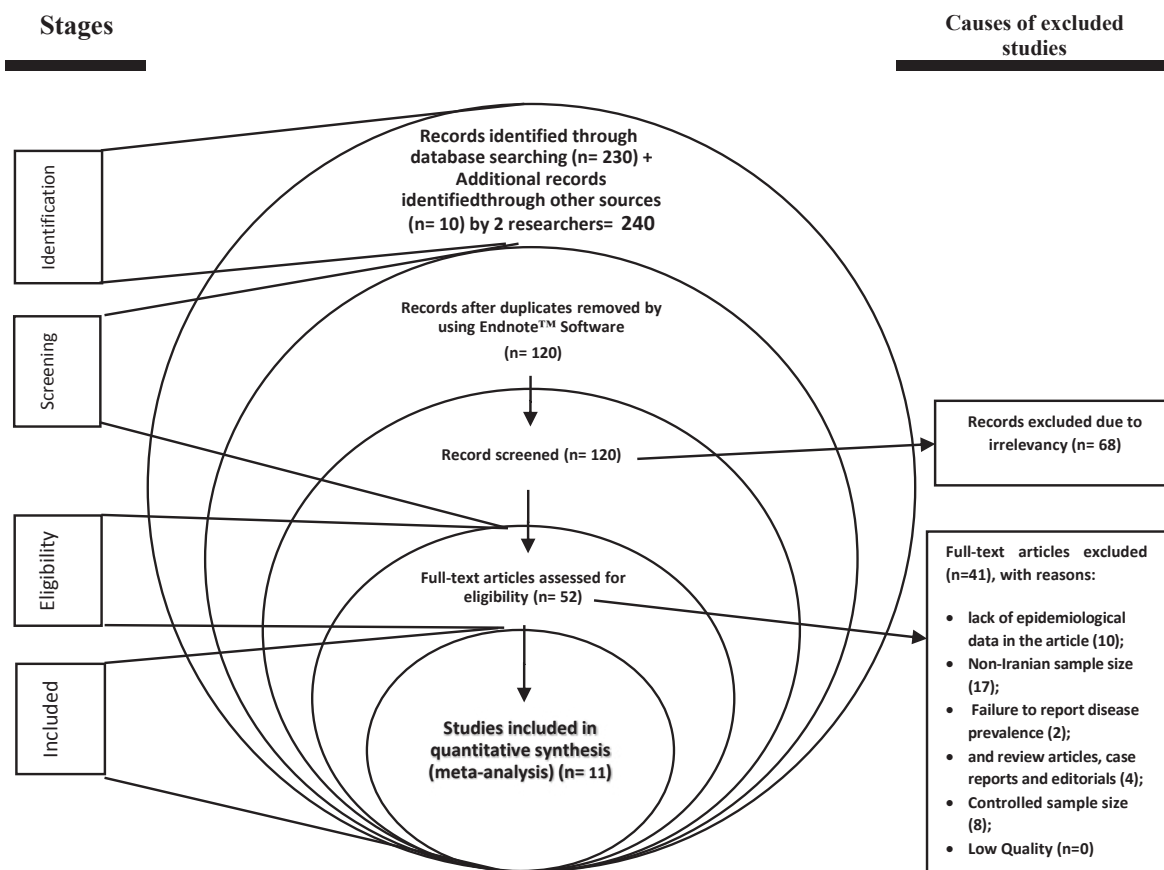 Stages
Causes of excluded
studies
Identification
Records identified through
database searching (n= 230) +
Additional records
identifiedthrough other sources
(n= 10) by 2 researchers= 240
Screening
Records after duplicates removed by
using Endnote™ Software
(n= 120)
Record screened (n= 120)
Records excluded due to
irrelevancy (n= 68)
Eligibility
Full-text articles assessed for
eligibility (n= 52)
Full-text articles excluded
(n=41), with reasons:
• lack of epidemiological
data in the article (10);
• Non-Iranian sample size
(17);
• Failure to report disease
prevalence (2);
• and review articles, case
reports and editorials (4);
• Controlled sample size
(8);
• Low Quality (n=0)
Included
Studies included in
quantitative synthesis
(meta-analysis) (n= 11)